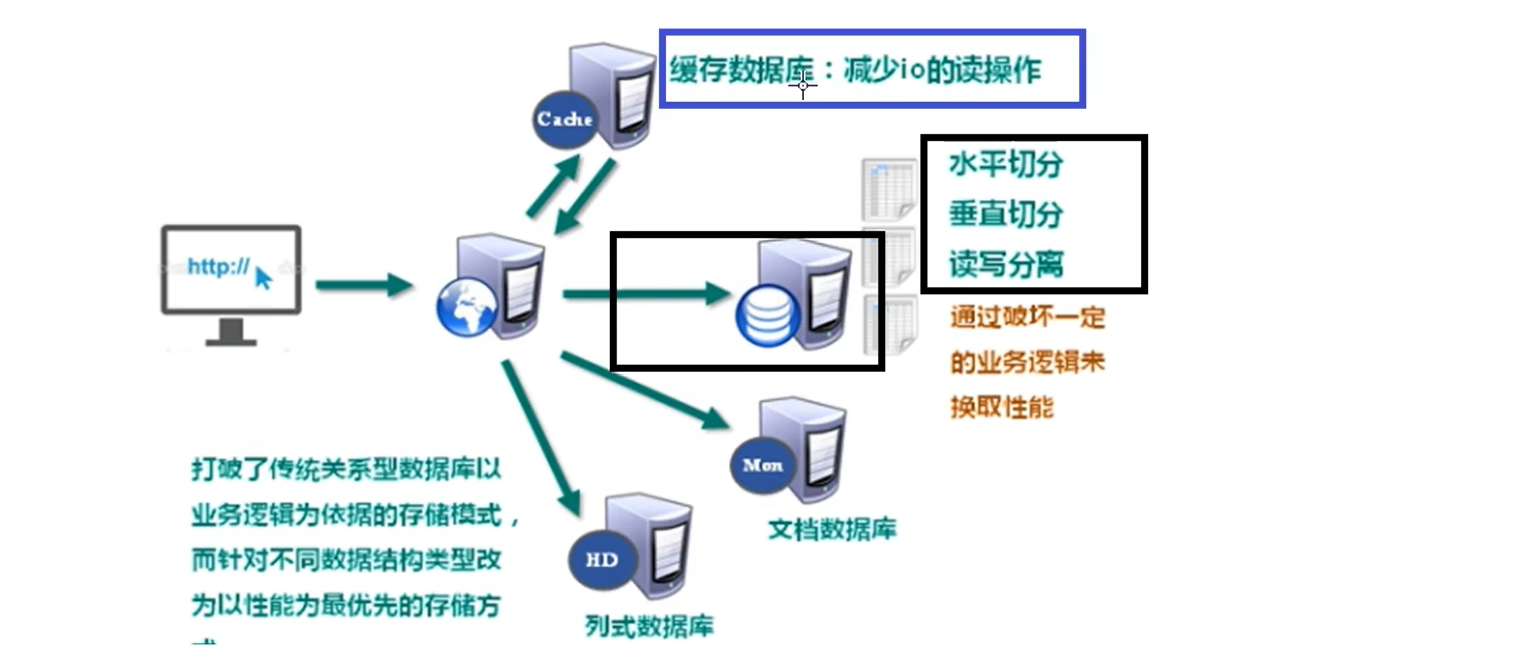 缓存数据库：减少io的读操作
Cache
水平切分
垂直切分
读写分离
http://
通过破坏一定
的业务逻辑来
换取性能
Mon
文档数据库
打破了传统关系型数据库以
业务逻辑为依据的存储模式，
而针对不同数据结构类型改
为以性能为最优先的存储方
HD
列式数据库